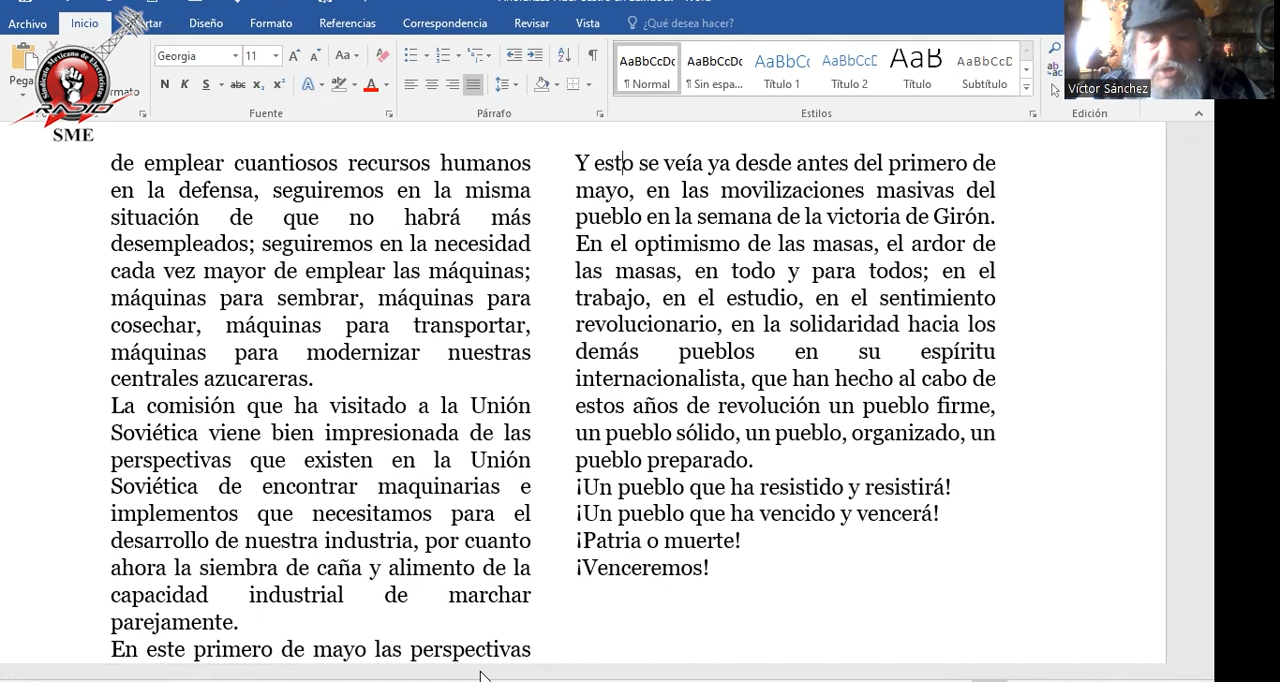 Archivo
Inicio
Diseño
Formato
Referencias
Correspondencia
Revisar
Vista
¿Qué desea hacer?
Georgia
11
Aa
N K S abc x₂ x²
A
Fuente
Párrafo
AaBbCcDc
¶ Normal
AaBbCcDc
¶ Sin espa...
AaBbCc
Título 1
AaBbCcD
Título 2
AaB
Título
AaBbCcD
Subtítulo
Estilos
Edición
Víctor Sánchez
Sindicato Mexicano de Electricistas
RADIO
SME
de emplear cuantiosos recursos humanos
en la defensa, seguiremos en la misma
situación de que no habrá más
desempleados; seguiremos en la necesidad
cada vez mayor de emplear las máquinas;
máquinas para sembrar, máquinas para
cosechar, máquinas para transportar,
máquinas para modernizar nuestras
centrales azucareras.
La comisión que ha visitado a la Unión
Soviética viene bien impresionada de las
perspectivas que existen en la Unión
Soviética de encontrar maquinarias e
implementos que necesitamos para el
desarrollo de nuestra industria, por cuanto
ahora la siembra de caña y alimento de la
capacidad industrial de marchar
parejamente.
En este primero de mayo las perspectivas
Y esto se veía ya desde antes del primero de
mayo, en las movilizaciones masivas del
pueblo en la semana de la victoria de Girón.
En el optimismo de las masas, el ardor de
las masas, en todo y para todos; en el
trabajo, en el estudio, en el sentimiento
revolucionario, en la solidaridad hacia los
demás pueblos en su espíritu
internacionalista, que han hecho al cabo de
estos años de revolución un pueblo firme,
un pueblo sólido, un pueblo, organizado, un
pueblo preparado.
¡Un pueblo que ha resistido y resistirá!
¡Un pueblo que ha vencido y vencerá!
¡Patria o muerte!
¡Venceremos!